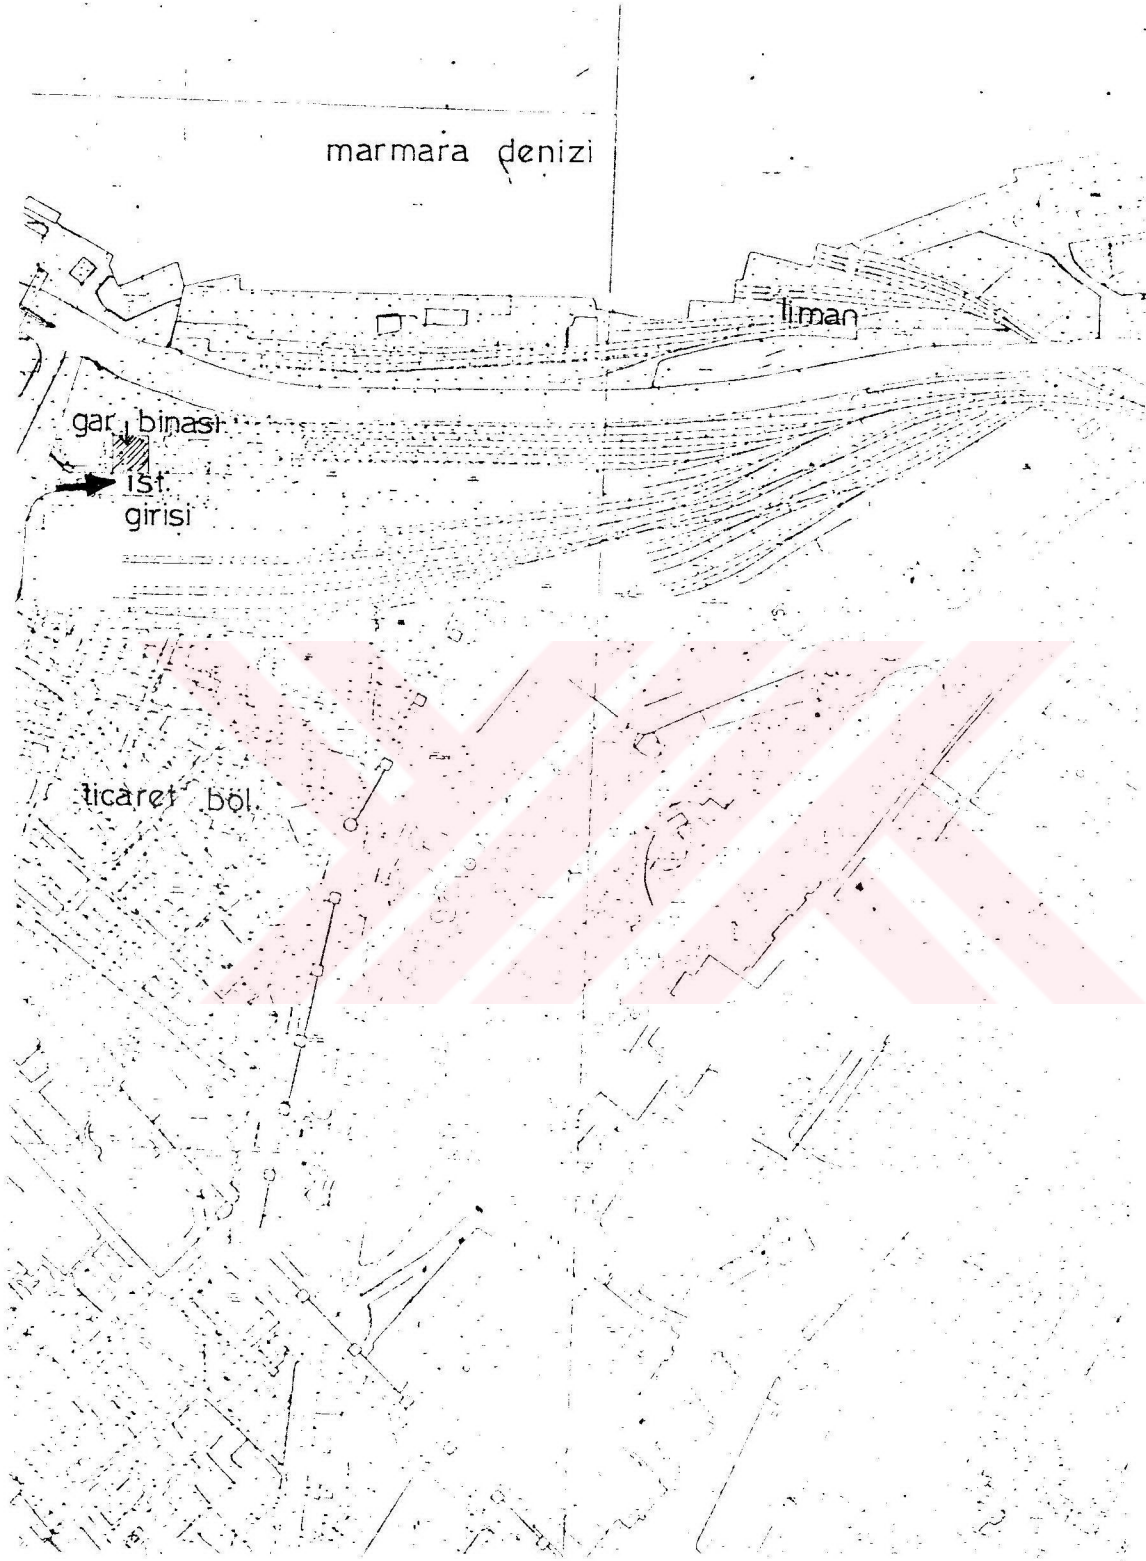 marmara denizi
liman
gar binası
ist.
girisi
ticaret böl.